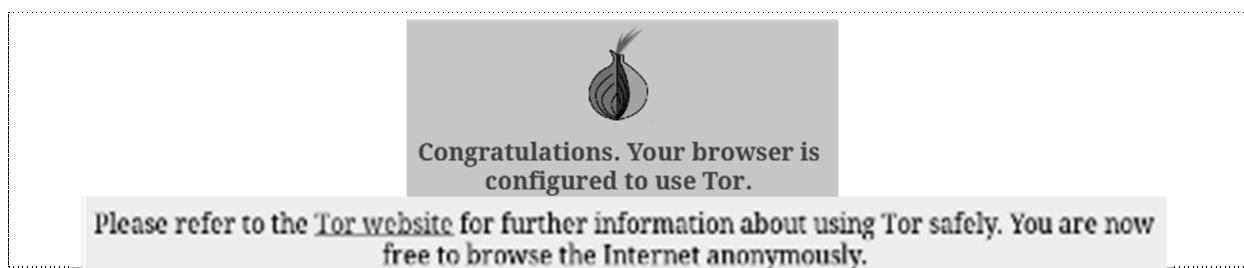 Congratulations. Your browser is
configured to use Tor.
Please refer to the Tor website for further information about using Tor safely. You are now
free to browse the Internet anonymously.